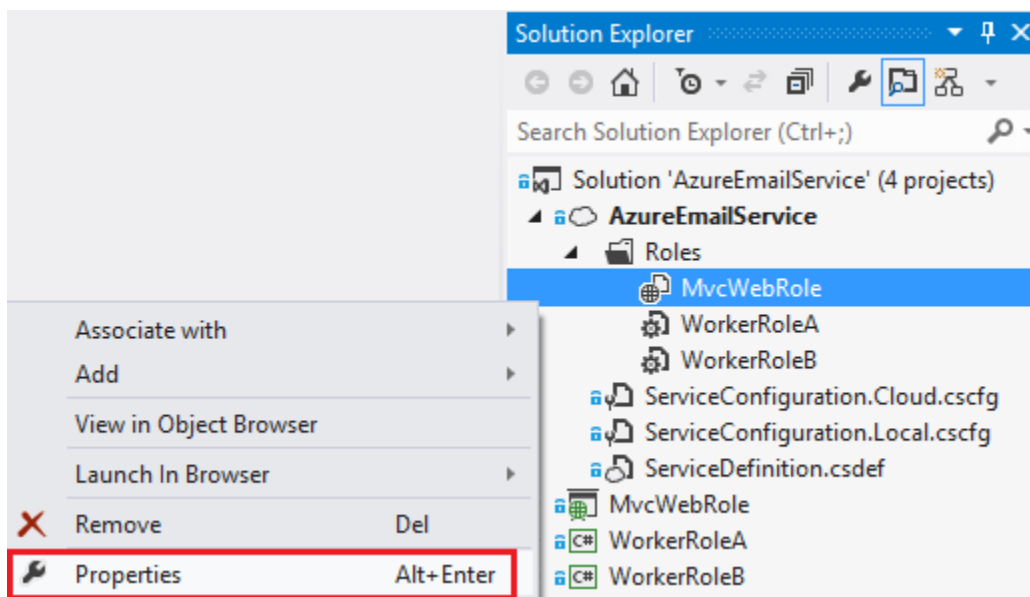 Solution Explorer
Search Solution Explorer (Ctrl+;)
Solution 'AzureEmailService' (4 projects)
AzureEmailService
Roles
MvcWebRole
WorkerRoleA
WorkerRoleB
ServiceConfiguration.Cloud.cscfg
ServiceConfiguration.Local.cscfg
ServiceDefinition.csdef
MvcWebRole
C# WorkerRoleA
C# WorkerRoleB
Associate with
Add
View in Object Browser
Launch In Browser
Remove Del
Properties Alt+Enter